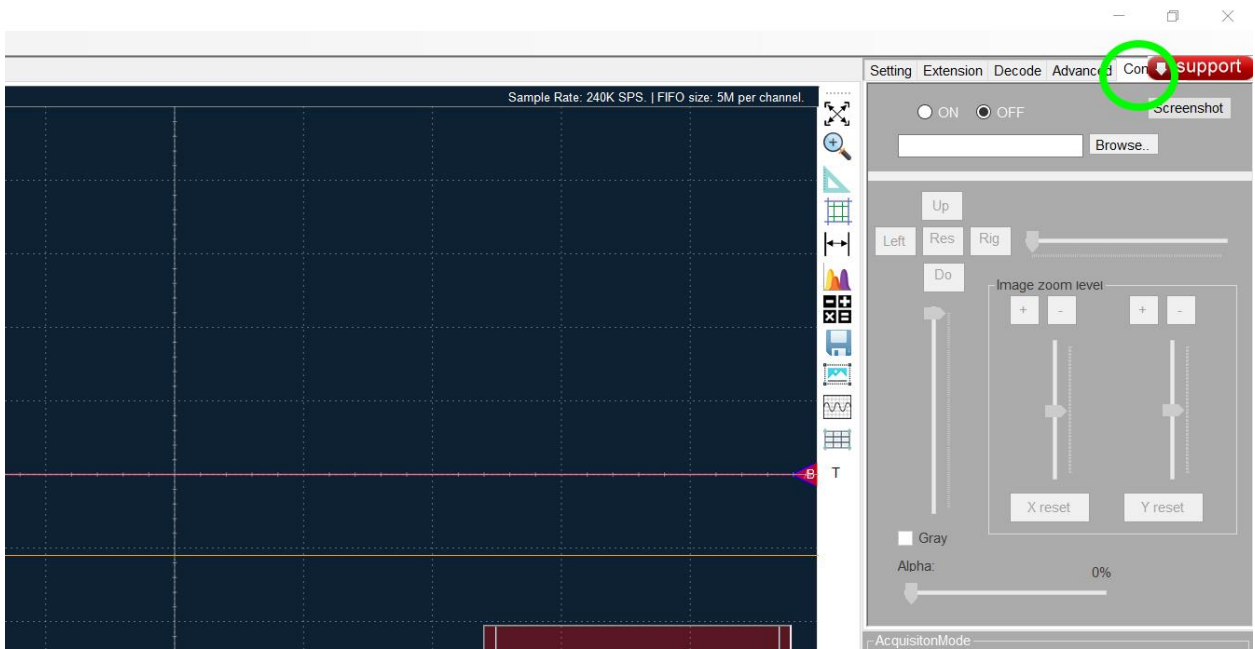 Setting Extension Decode Advanced Con support
Sample Rate: 240K SPS. | FIFO size: 5M per channel.
ON OFF Screenshot
Browse..
Up
Left Res Rig
Do
Image zoom level
+ - + -
B T
X reset Y reset
Gray
Alpha: 0%
AcquisitonMode